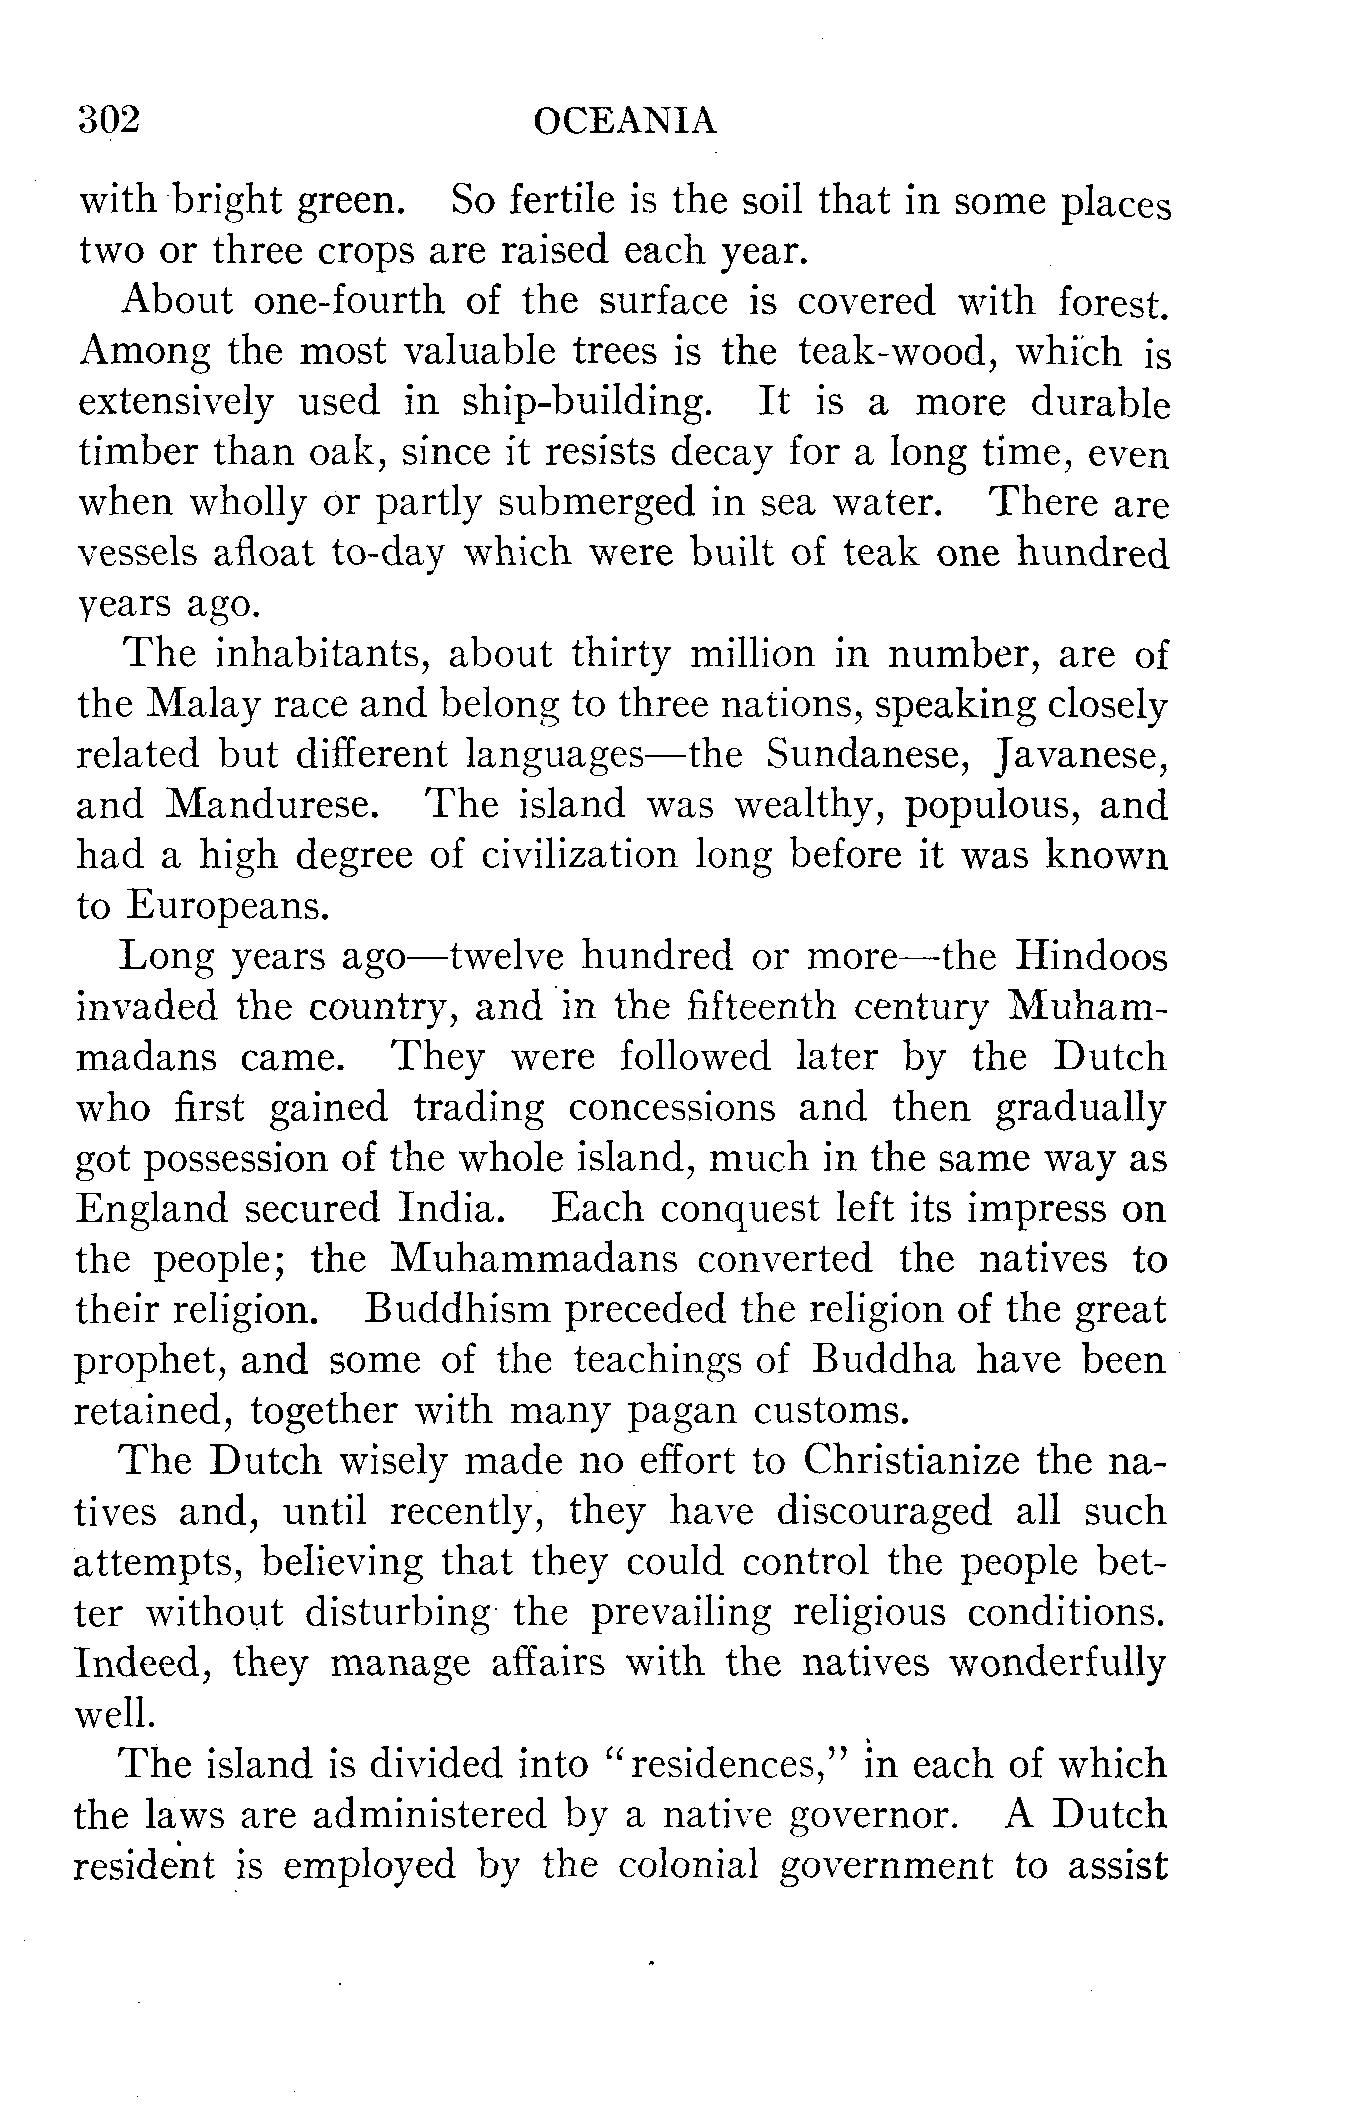 302 OCEANIA
with bright green. So fertile is the soil that in some places
two or three crops are raised each year.
About one-fourth of the surface is covered with forest.
Among the most valuable trees is the teak-wood, which is
extensively used in ship-building. It is a more durable
timber than oak, since it resists decay for a long time, even
when wholly or partly submerged in sea water. There are
vessels afloat to-day which were built of teak one hundred
years ago.
The inhabitants, about thirty million in number, are of
the Malay race and belong to three nations, speaking closely
related but different languages—the Sundanese, Javanese,
and Mandurese. The island was wealthy, populous, and
had a high degree of civilization long before it was known
to Europeans.
Long years ago—twelve hundred or more—the Hindoos
invaded the country, and in the fifteenth century Muham-
madans came. They were followed later by the Dutch
who first gained trading concessions and then gradually
got possession of the whole island, much in the same way as
England secured India. Each conquest left its impress on
the people; the Muhammadans converted the natives to
their religion. Buddhism preceded the religion of the great
prophet, and some of the teachings of Buddha have been
retained, together with many pagan customs.
The Dutch wisely made no effort to Christianize the na-
tives and, until recently, they have discouraged all such
attempts, believing that they could control the people bet-
ter without disturbing the prevailing religious conditions.
Indeed, they manage affairs with the natives wonderfully
well.
The island is divided into “residences,” in each of which
the laws are administered by a native governor. A Dutch
resident is employed by the colonial government to assist